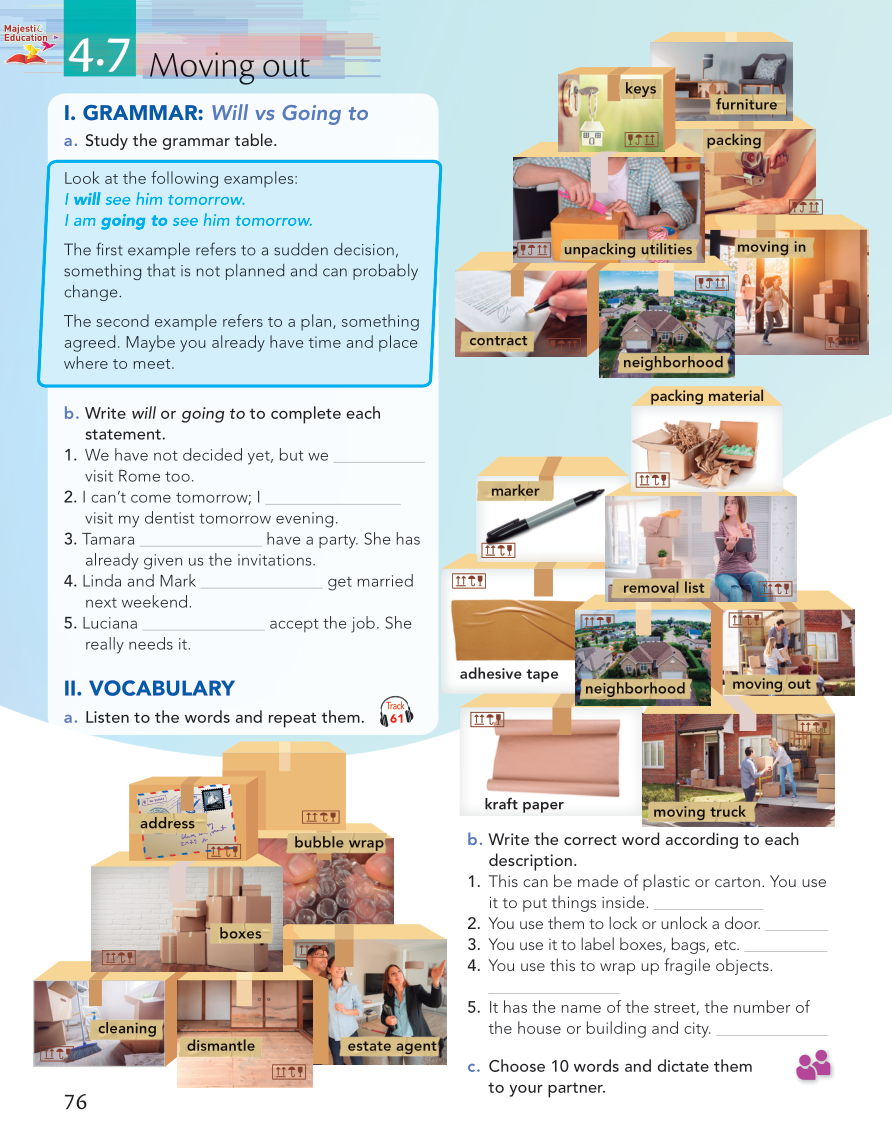 Majestic
Education
4.7 Moving out
I. GRAMMAR: Will vs Going to
a. Study the grammar table.
Look at the following examples:
I will see him tomorrow.
I am going to see him tomorrow.
The first example refers to a sudden decision,
something that is not planned and can probably
change.
The second example refers to a plan, something
agreed. Maybe you already have time and place
where to meet.
b. Write will or going to to complete each
statement.
1. We have not decided yet, but we ____________
visit Rome too.
2. I can't come tomorrow; I ____________
visit my dentist tomorrow evening.
3. Tamara ____________ have a party. She has
already given us the invitations.
4. Linda and Mark ____________ get married
next weekend.
5. Luciana ____________ accept the job. She
really needs it.
II. VOCABULARY
a. Listen to the words and repeat them.
Track
61
address
bubble wrap
boxes
cleaning
dismantle
estate agent
76
keys
furniture
packing
unpacking utilities
moving in
contract
neighborhood
packing material
marker
removal list
adhesive tape
neighborhood
moving out
kraft paper
moving truck
b. Write the correct word according to each
description.
1. This can be made of plastic or carton. You use
it to put things inside. ____________
2. You use them to lock or unlock a door. ____________
3. You use it to label boxes, bags, etc. ____________
4. You use this to wrap up fragile objects.
____________
5. It has the name of the street, the number of
the house or building and city. ____________
c. Choose 10 words and dictate them
to your partner.